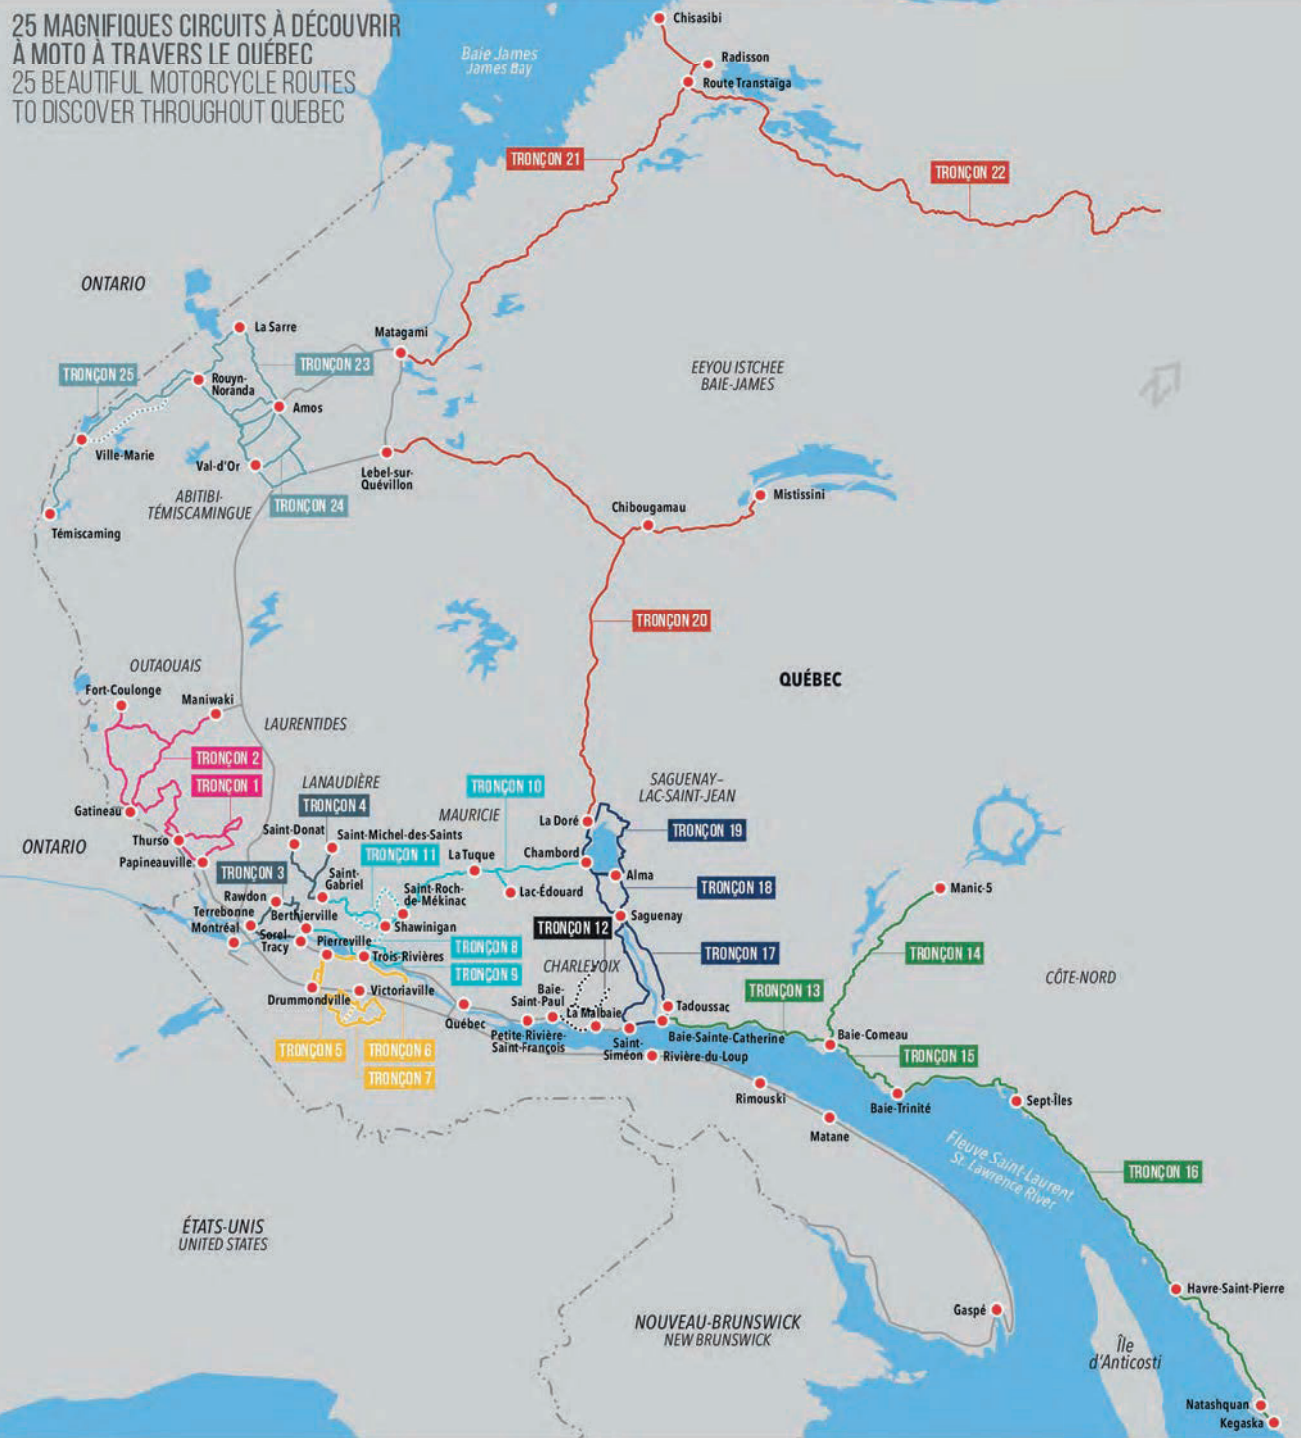 25 MAGNIFIQUES CIRCUITS À DÉCOUVRIR
À MOTO À TRAVERS LE QUÉBEC
25 BEAUTIFUL MOTORCYCLE ROUTES
TO DISCOVER THROUGHOUT QUEBEC
Chisasibi
Baie James
James Bay
Radisson
Route Transtaïga
TRONÇON 21
TRONÇON 22
ONTARIO
La Sarre
Matagami
TRONÇON 23
TRONÇON 25
EEYOU ISTCHEE
BAIE-JAMES
Rouyn-
Noranda
Amos
Ville-Marie
Val-d'Or
Lebel-sur-
Quévillon
Mistissini
ABITIBI-
TÉMISCAMINGUE
TRONÇON 24
Chibougamau
Témiscaming
TRONÇON 20
OUTAOUAIS
QUÉBEC
Fort-Coulonge
Maniwaki
LAURENTIDES
TRONÇON 2
TRONÇON 1
LANAUDIÈRE
TRONÇON 4
TRONÇON 10
SAGUENAY–
LAC-SAINT-JEAN
Gatineau
MAURICIE
La Doré
TRONÇON 19
Saint-Donat
Saint-Michel-des-Saints
Thurso
ONTARIO
TRONÇON 11
La Tuque
Chambord
Papineauville
TRONÇON 3
Saint-
Gabriel
Alma
TRONÇON 18
Manic-5
Saint-Roch-
de-Mékinac
Lac-Édouard
Rawdon
Terrebonne
Berthierville
Shawinigan
TRONÇON 12
Saguenay
Montréal
Sorel-
Tracy
Pierreville
TRONÇON 8
Trois-Rivières
TRONÇON 17
TRONÇON 14
TRONÇON 9
CHARLEVOIX
CÔTE-NORD
Drummondville
Victoriaville
Baie-
Saint-Paul
TRONÇON 13
Tadoussac
La Malbaie
Québec
Petite-Rivière-
Saint-François
Saint-
Siméon
Baie-Sainte-Catherine
Baie-Comeau
TRONÇON 5
TRONÇON 6
Rivière-du-Loup
TRONÇON 15
TRONÇON 7
Rimouski
Baie-Trinité
Sept-Îles
Matane
Fleuve Saint-Laurent
St. Lawrence River
TRONÇON 16
ÉTATS-UNIS
UNITED STATES
Havre-Saint-Pierre
Gaspé
NOUVEAU-BRUNSWICK
NEW BRUNSWICK
Île
d'Anticosti
Natashquan
Kegaska